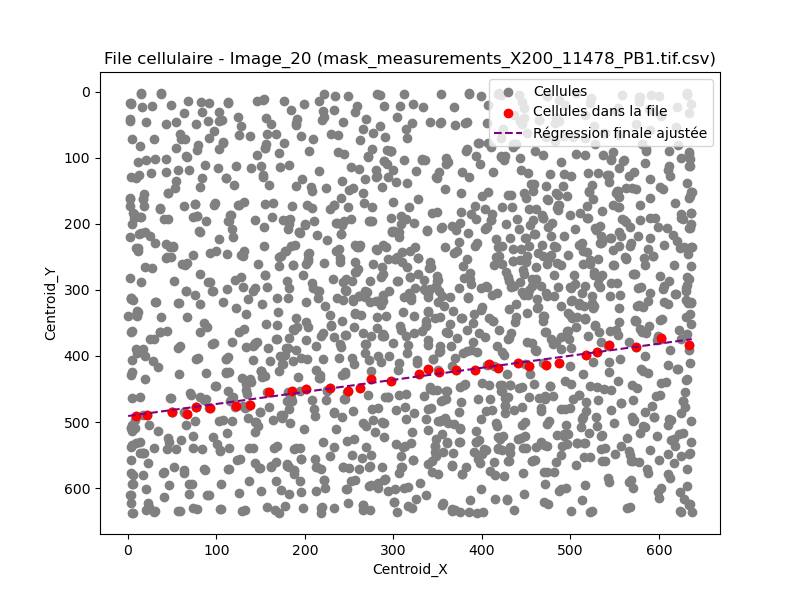 File cellulaire - Image_20 (mask_measurements_X200_11478_PB1.tif.csv)
Cellules
Cellules dans la file
Régression finale ajustée
0
100
200
300
400
500
600
Centroid_Y
0 100 200 300 400 500 600
Centroid_X